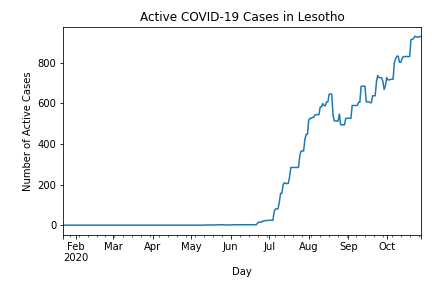 Active COVID-19 Cases in Lesotho
Number of Active Cases
800
600
400
200
0
Feb Mar Apr May Jun Jul Aug Sep Oct
2020
Day